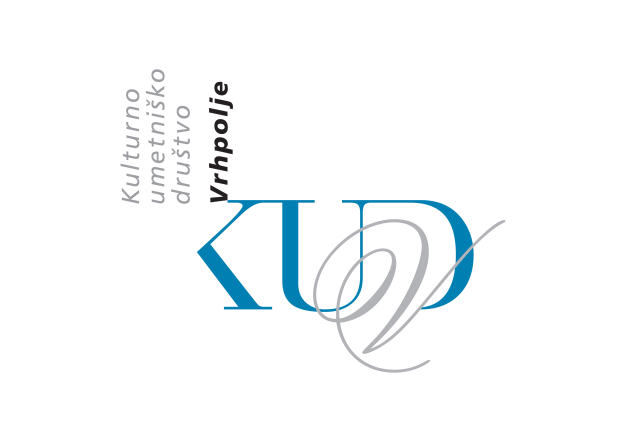 Kulturno
umetniško
društvo
Vrhpolje
KUD
V